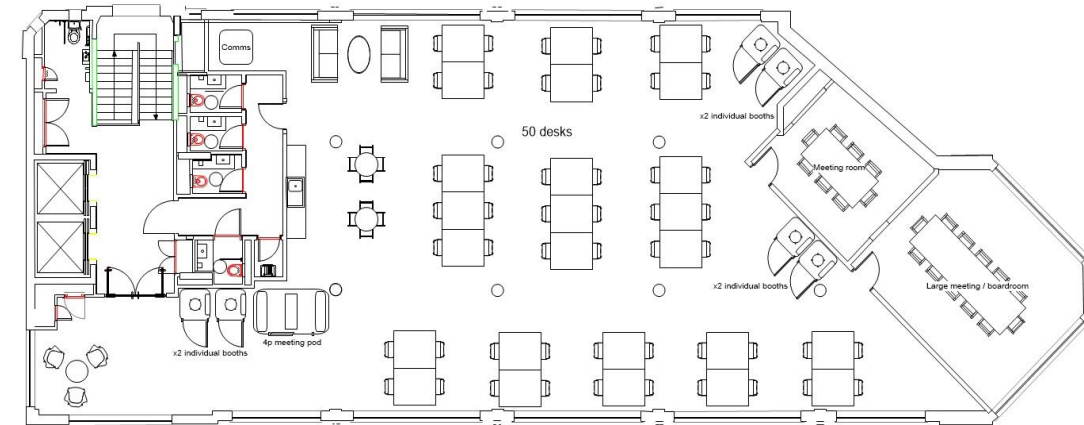 Comms
50 desks
x2 individual booths
Meeting room
Large meeting / boardroom
x2 individual booths
4p meeting pod
x2 individual booths